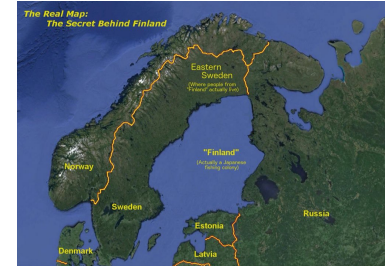 The Real Map:
The Secret Behind Finland
Eastern
Sweden
(Where people from
"Finland" actually live)
Norway
"Finland"
(Actually a Japanese
fishing colony)
Sweden
Russia
Estonia
Denmark
Latvia